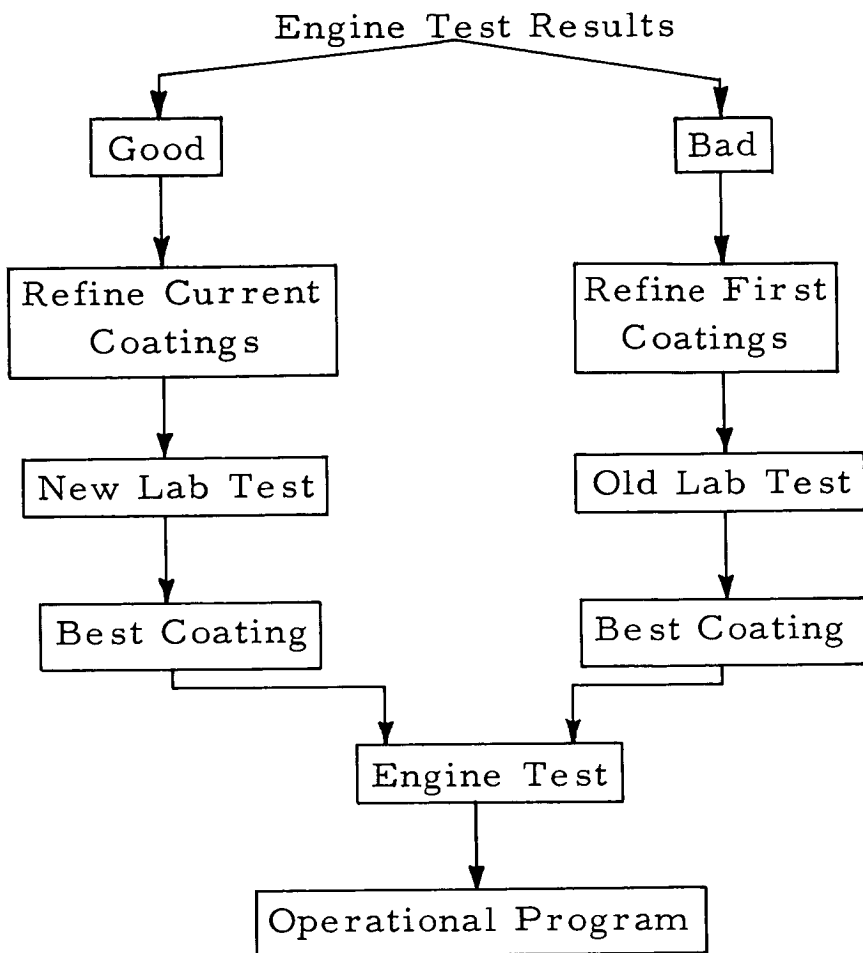 Engine Test Results
Good
Bad
Refine Current
Coatings
Refine First
Coatings
New Lab Test
Old Lab Test
Best Coating
Best Coating
Engine Test
Operational Program